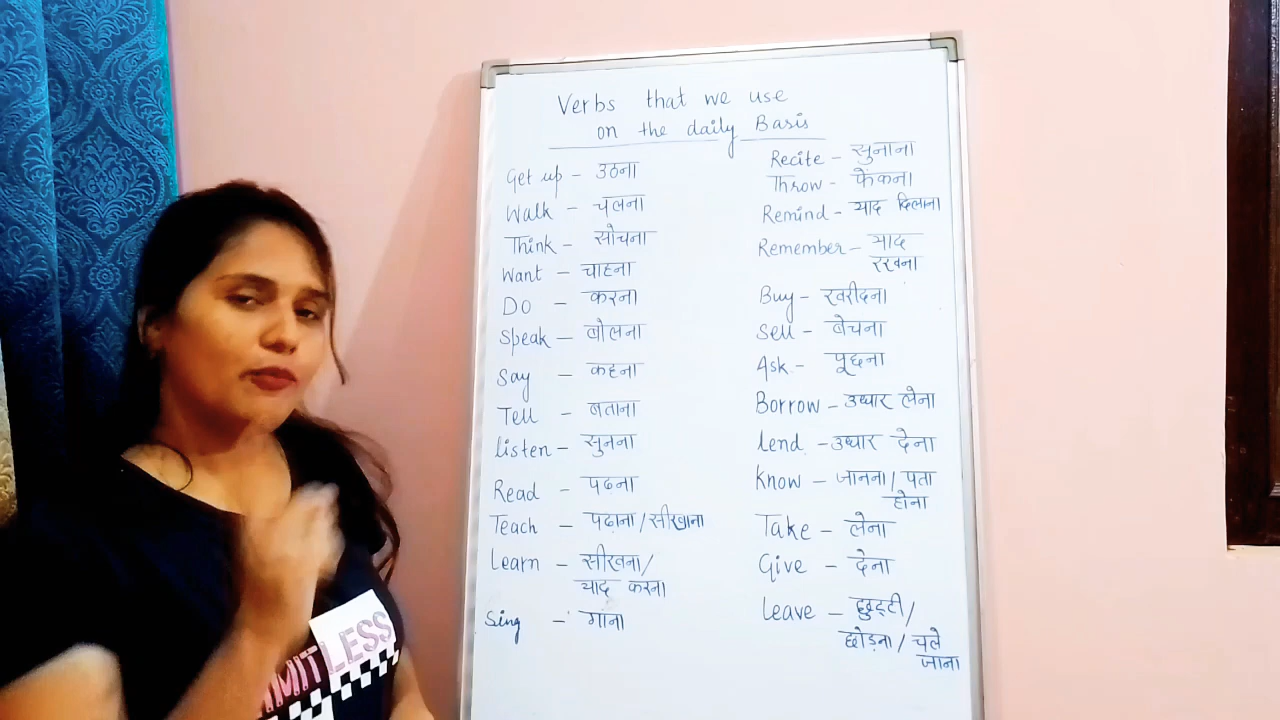 Verbs that we use
on the daily Basis
Get up - उठना
Walk - चलना
Think - सोचना
Want - चाहना
Do - करना
Speak - बोलना
Say - कहना
Tell - बताना
listen - सुनना
Read - पढना
Teach - पढ़ाना/सीखाना
Learn - सीखना/
याद करना
Sing - गाना
Recite - सुनाना
Throw - फेकना
Remind - याद दिलाना
Remember - याद
रखना
Buy - खरीदना
Sell - बेचना
Ask - पूछना
Borrow - उधार लेना
lend - उधार देना
Know - जानना/पता
होना
Take - लेना
Give - देना
Leave - छुट्टी/
छोड़ना/चले
जाना
LIMITLESS